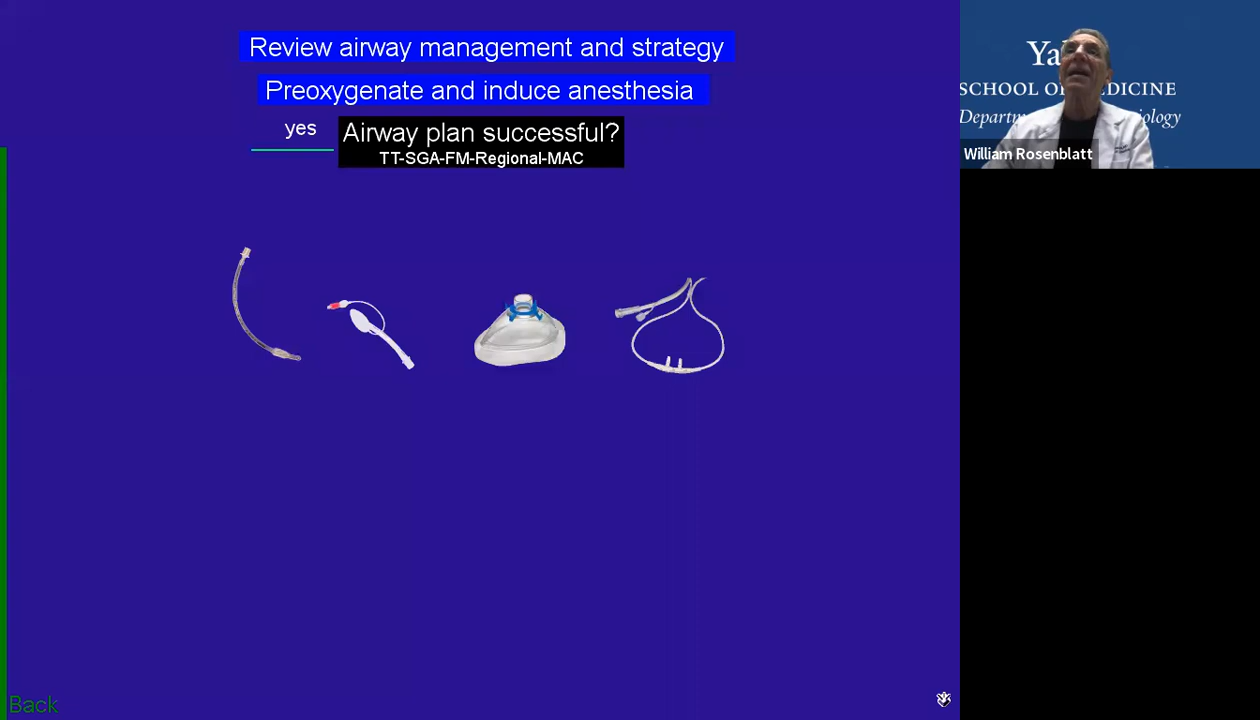 Review airway management and strategy
Preoxygenate and induce anesthesia
yes
Airway plan successful?
TT-SGA-FM-Regional-MAC
Back
Ya
SCHOOL OF MEDICINE
William Rosenblatt